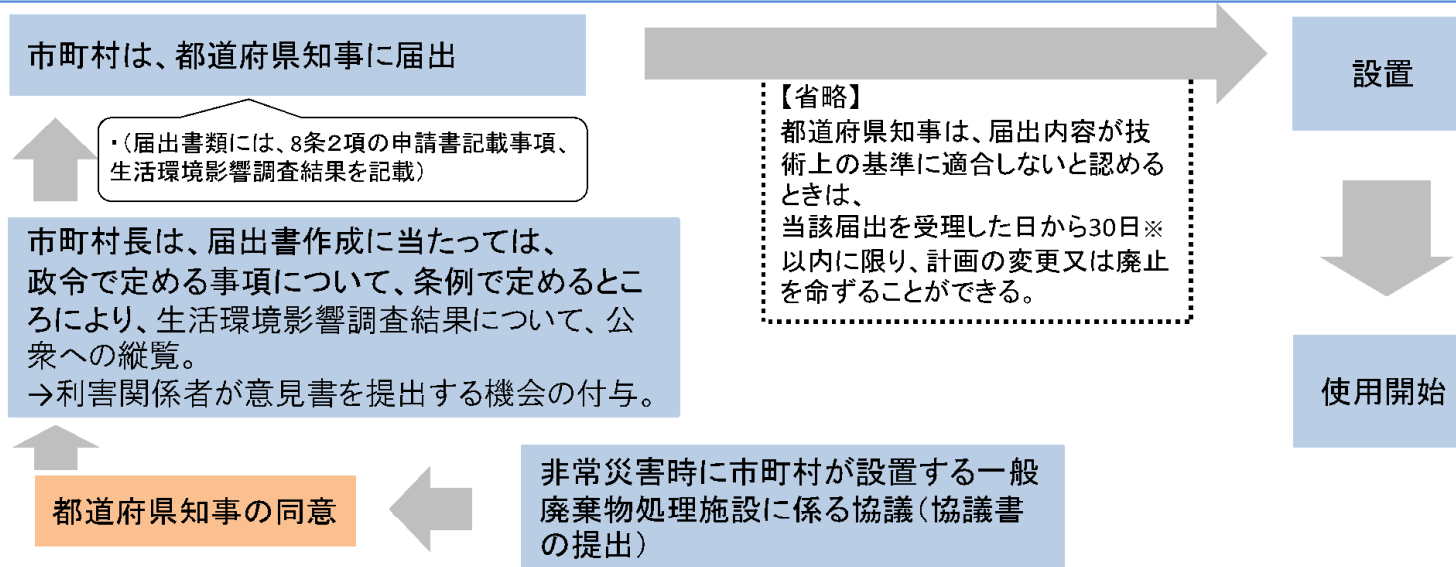 市町村は、都道府県知事に届出
・（届出書類には、8条２項の申請書記載事項、
生活環境影響調査結果を記載）
市町村長は、届出書作成に当たっては、
政令で定める事項について、条例で定めるとこ
ろにより、生活環境影響調査結果について、公
衆への縦覧。
→利害関係者が意見書を提出する機会の付与。
都道府県知事の同意
非常災害時に市町村が設置する一般
廃棄物処理施設に係る協議（協議書
の提出）
【省略】
都道府県知事は、届出内容が技
術上の基準に適合しないと認める
ときは、
当該届出を受理した日から30日※
以内に限り、計画の変更又は廃止
を命ずることができる。
設置
使用開始